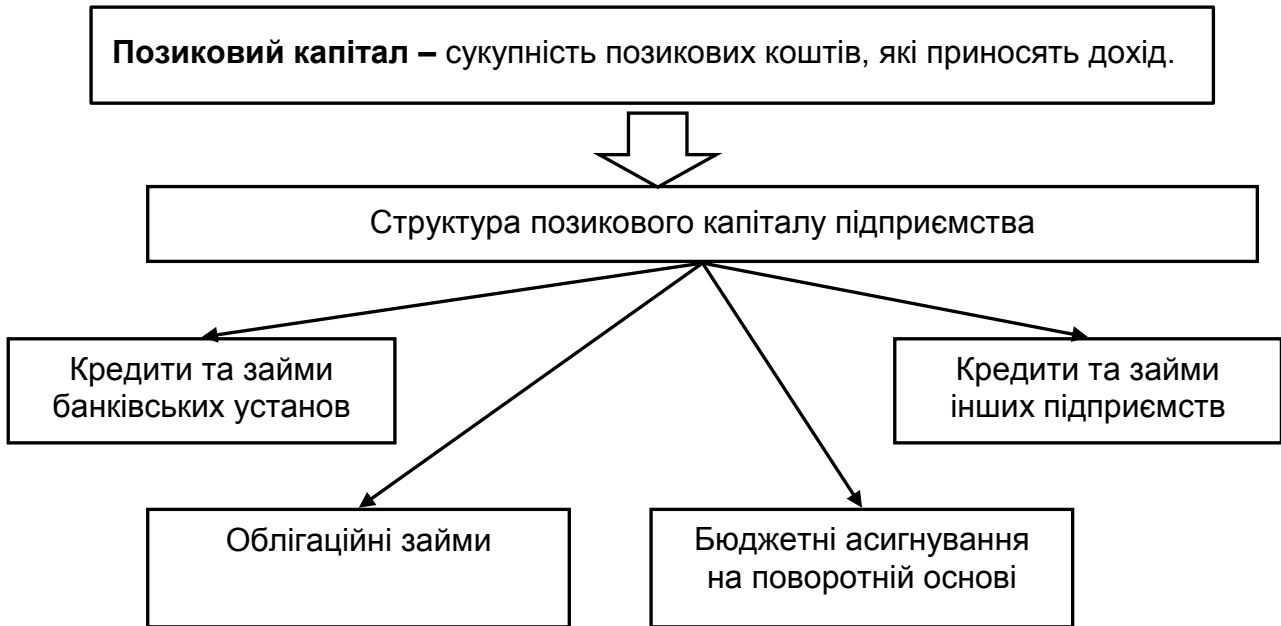 Позиковий капітал – сукупність позикових коштів, які приносять дохід.
Структура позикового капіталу підприємства
Кредити та займи
банківських установ
Кредити та займи
інших підприємств
Облігаційні займи
Бюджетні асигнування
на поворотній основі